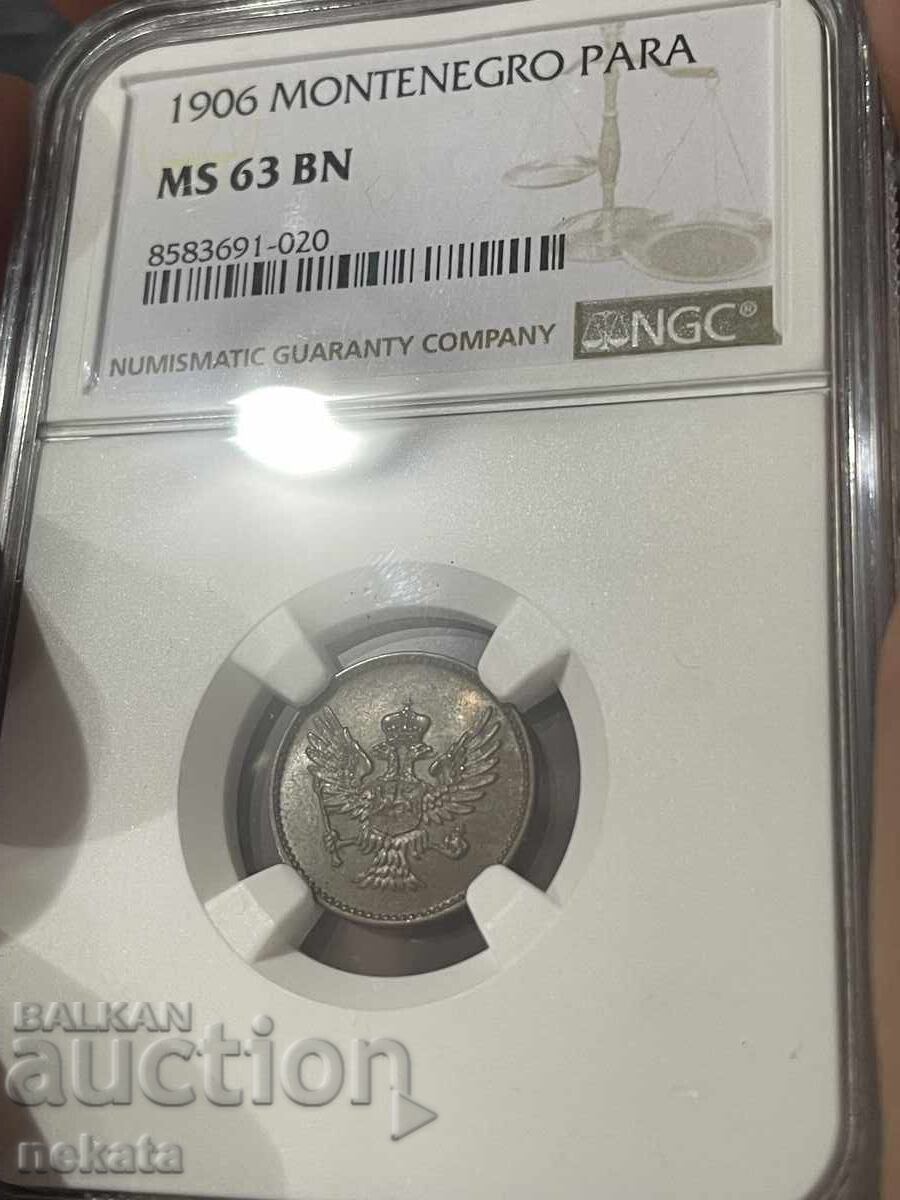 1906 MONTENEGRO PARA
MS 63 BN
8583691-020
NUMISMATIC GUARANTY COMPANY
NGC®
BALKAN
auction
nekata